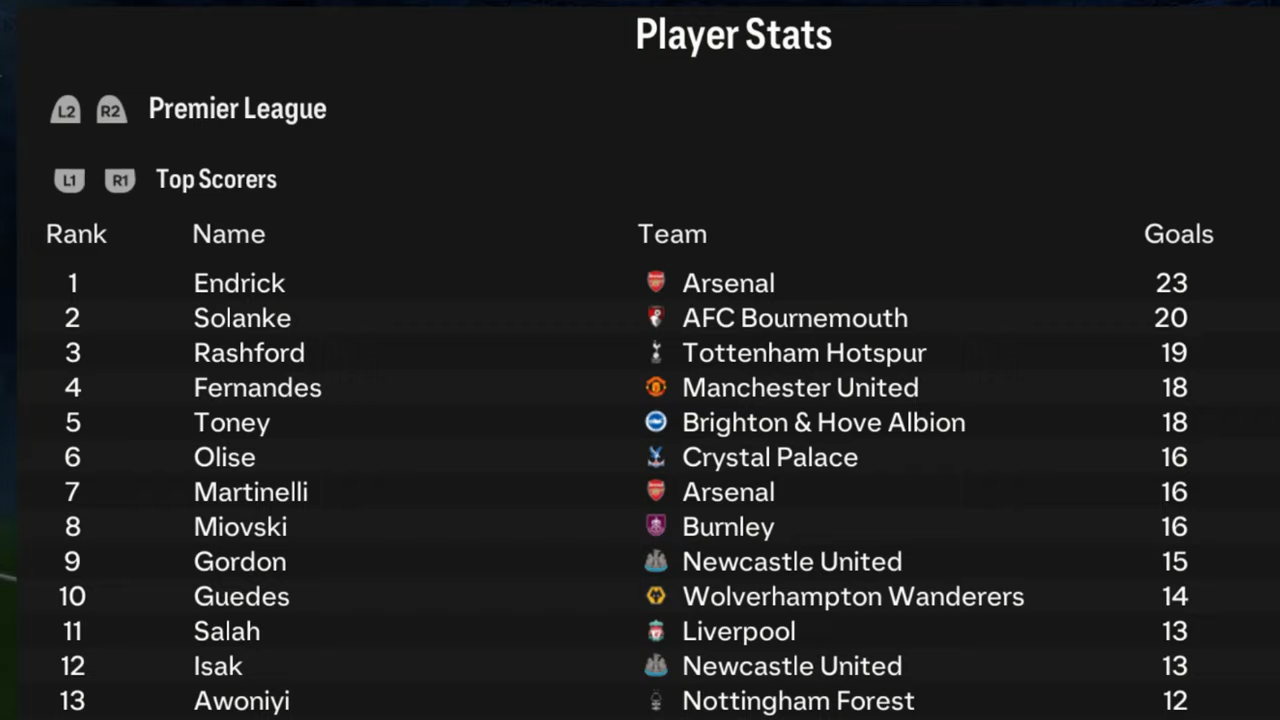 Player Stats
L2 R2 Premier League
L1 R1 Top Scorers
Rank Name Team Goals
1 Endrick Arsenal 23
2 Solanke AFC Bournemouth 20
3 Rashford Tottenham Hotspur 19
4 Fernandes Manchester United 18
5 Toney Brighton & Hove Albion 18
6 Olise Crystal Palace 16
7 Martinelli Arsenal 16
8 Miovski Burnley 16
9 Gordon Newcastle United 15
10 Guedes Wolverhampton Wanderers 14
11 Salah Liverpool 13
12 Isak Newcastle United 13
13 Awoniyi Nottingham Forest 12